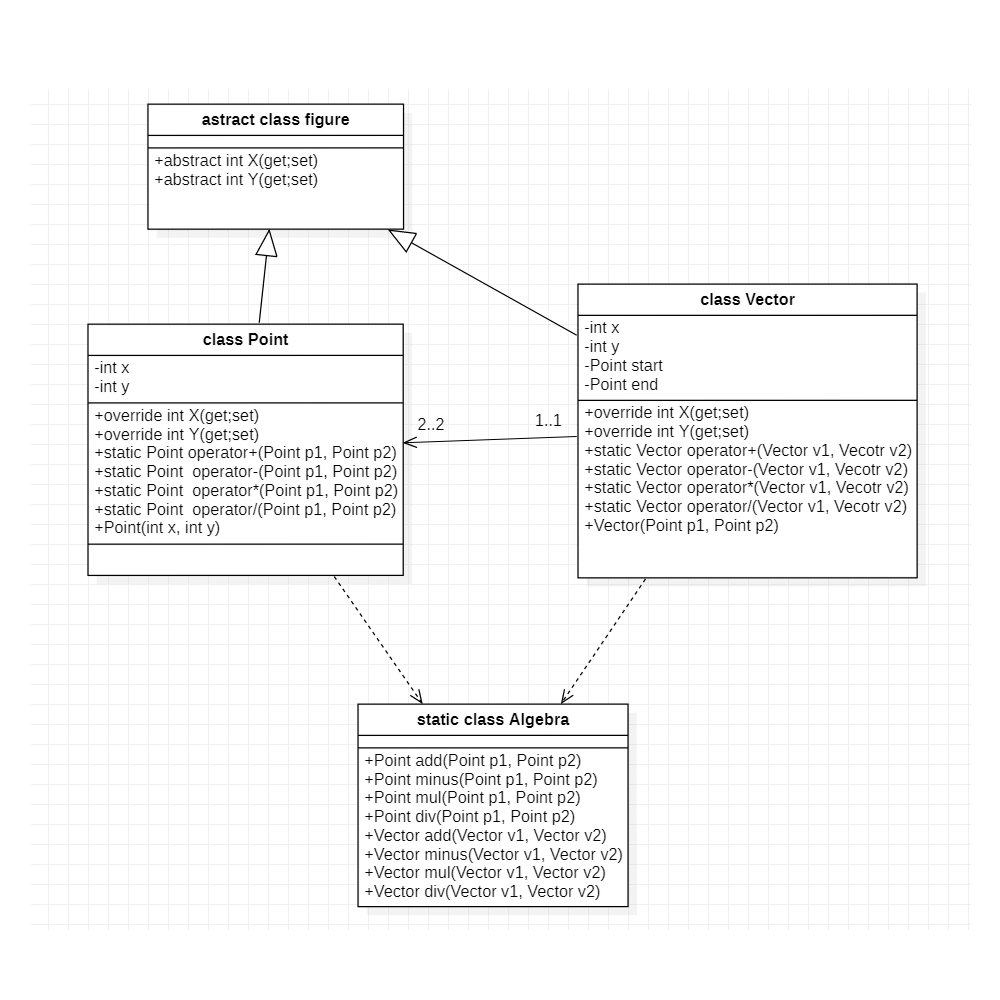 astract class figure
+abstract int X(get;set)
+abstract int Y(get;set)
class Point
-int x
-int y
+override int X(get;set)
+override int Y(get;set)
+static Point operator+(Point p1, Point p2)
+static Point  operator-(Point p1, Point p2)
+static Point  operator*(Point p1, Point p2)
+static Point  operator/(Point p1, Point p2)
+Point(int x, int y)
2..2
1..1
class Vector
-int x
-int y
-Point start
-Point end
+override int X(get;set)
+override int Y(get;set)
+static Vector operator+(Vector v1, Vecotr v2)
+static Vector operator-(Vector v1, Vecotr v2)
+static Vector operator*(Vector v1, Vecotr v2)
+static Vector operator/(Vector v1, Vecotr v2)
+Vector(Point p1, Point p2)
static class Algebra
+Point add(Point p1, Point p2)
+Point minus(Point p1, Point p2)
+Point mul(Point p1, Point p2)
+Point div(Point p1, Point p2)
+Vector add(Vector v1, Vector v2)
+Vector minus(Vector v1, Vector v2)
+Vector mul(Vector v1, Vector v2)
+Vector div(Vector v1, Vector v2)